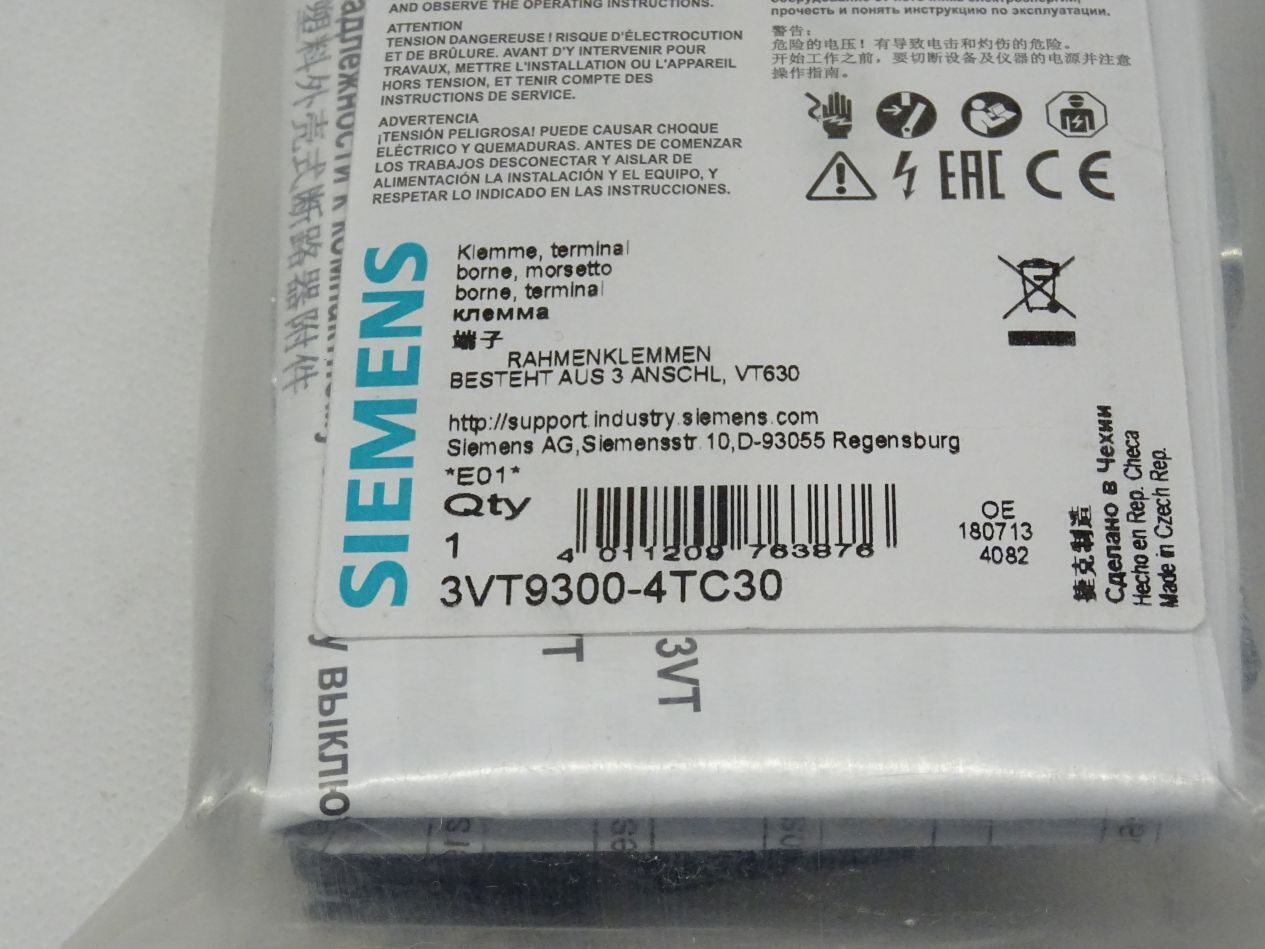 AND OBSERVE THE OPERATING INSTRUCTIONS.
ATTENTION
TENSION DANGEREUSE ! RISQUE D'ÉLECTROCUTION
ET DE BRÛLURE. AVANT D'Y INTERVENIR POUR
TRAVAUX, METTRE L'INSTALLATION OU L'APPAREIL
HORS TENSION, ET TENIR COMPTE DES
INSTRUCTIONS DE SERVICE.
ADVERTENCIA
¡TENSIÓN PELIGROSA! PUEDE CAUSAR CHOQUE
ELÉCTRICO Y QUEMADURAS. ANTES DE COMENZAR
LOS TRABAJOS DESCONECTAR Y AISLAR DE
ALIMENTACIÓN LA INSTALACIÓN Y EL EQUIPO, Y
RESPETAR LO INDICADO EN LAS INSTRUCCIONES.
прочесть и понять инструкцию по эксплуатации.
警告:
危险的电压！有导致电击和灼伤的危险。
开始工作之前，要切断设备及仪器的电源并注意
操作指南。
EAC CE
SIEMENS
Klemme, terminal
borne, morsetto
borne, terminal
клемма
端子
RAHMENKLEMMEN
BESTEHT AUS 3 ANSCHL, VT630
http://support.industry.siemens.com
Siemens AG,Siemensstr.10,D-93055 Regensburg
*E01*
Qty
1
4 011209 763876
3VT9300-4TC30
OE
180713
4082
捷克制造
Сделано в Чехии
Hecho en Rep. Checa
Made in Czech Rep.
塑料外壳式断路器附件
3VT